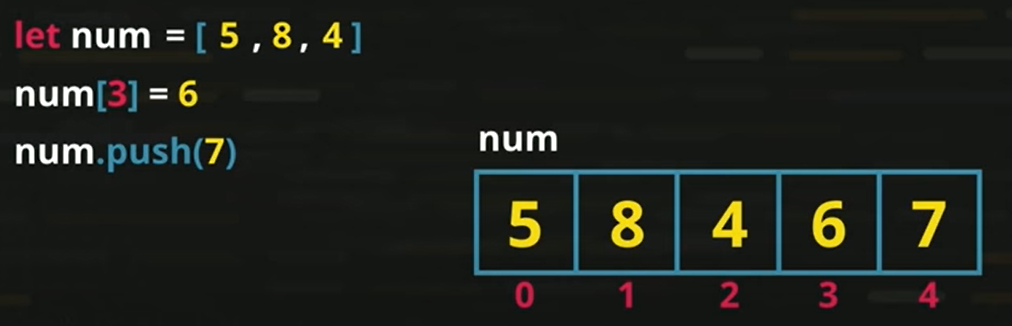 let num = [ 5 , 8 , 4 ]
num[3] = 6
num.push(7)
num
5 8 4 6 7
0 1 2 3 4